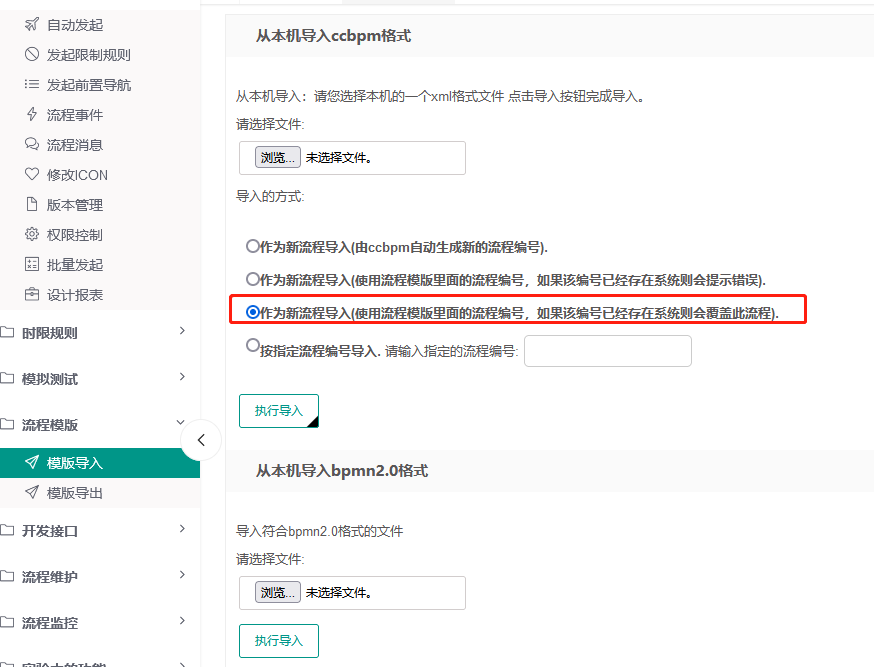 自动发起
发起限制规则
发起前置导航
流程事件
流程消息
修改ICON
版本管理
权限控制
批量发起
设计报表
时限规则
模拟测试
流程模版
模版导入
模版导出
开发接口
流程维护
流程监控
从本机导入ccbpm格式
从本机导入：请您选择本机的一个xml格式文件 点击导入按钮完成导入。
请选择文件:
浏览... 未选择文件。
导入的方式:
作为新流程导入(由ccbpm自动生成新的流程编号).
作为新流程导入(使用流程模版里面的流程编号，如果该编号已经存在系统则会提示错误).
作为新流程导入(使用流程模版里面的流程编号，如果该编号已经存在系统则会覆盖此流程).
按指定流程编号导入. 请输入指定的流程编号:
执行导入
从本机导入bpmn2.0格式
导入符合bpmn2.0格式的文件
请选择文件:
浏览... 未选择文件。
执行导入